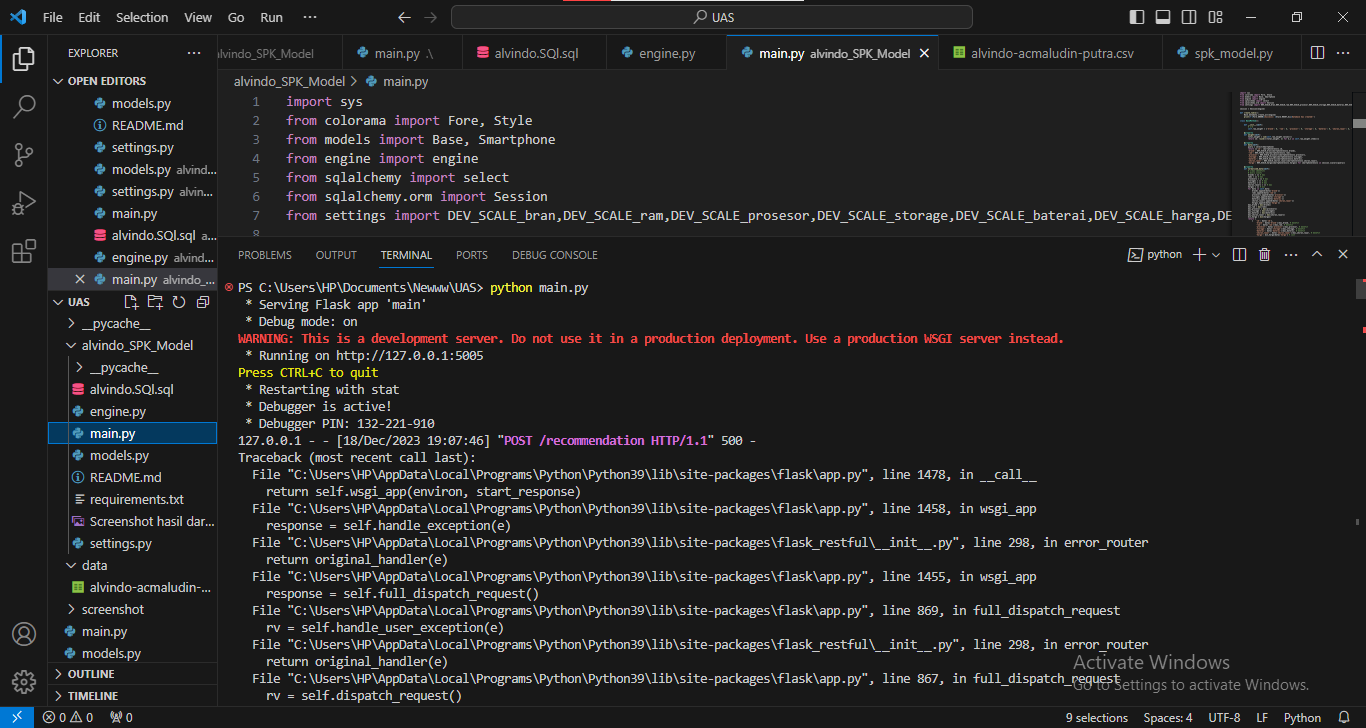 File Edit Selection View Go Run ··· UAS
EXPLORER ···
OPEN EDITORS
models.py
README.md
settings.py
models.py alvind...
settings.py alvin...
main.py
alvindo.SQl.sql a...
engine.py alvind...
main.py alvindo_...
UAS
__pycache__
alvindo_SPK_Model
__pycache__
alvindo.SQl.sql
engine.py
main.py
models.py
README.md
requirements.txt
Screenshot hasil dar...
settings.py
data
alvindo-acmaludin-...
screenshot
main.py
models.py
OUTLINE
TIMELINE
alvindo_SPK_Model main.py .\ alvindo.SQl.sql engine.py main.py alvindo_SPK_Model alvindo-acmaludin-putra.csv spk_model.py ···
alvindo_SPK_Model > main.py
1 import sys
2 from colorama import Fore, Style
3 from models import Base, Smartphone
4 from engine import engine
5 from sqlalchemy import select
6 from sqlalchemy.orm import Session
7 from settings import DEV_SCALE_bran,DEV_SCALE_ram,DEV_SCALE_prosesor,DEV_SCALE_storage,DEV_SCALE_baterai,DEV_SCALE_harga,DE
8
PROBLEMS OUTPUT TERMINAL PORTS DEBUG CONSOLE python ···
PS C:\Users\HP\Documents\Newww\UAS> python main.py
* Serving Flask app 'main'
* Debug mode: on
WARNING: This is a development server. Do not use it in a production deployment. Use a production WSGI server instead.
* Running on http://127.0.0.1:5005
Press CTRL+C to quit
* Restarting with stat
* Debugger is active!
* Debugger PIN: 132-221-910
127.0.0.1 - - [18/Dec/2023 19:07:46] "POST /recommendation HTTP/1.1" 500 -
Traceback (most recent call last):
File "C:\Users\HP\AppData\Local\Programs\Python\Python39\lib\site-packages\flask\app.py", line 1478, in __call__
return self.wsgi_app(environ, start_response)
File "C:\Users\HP\AppData\Local\Programs\Python\Python39\lib\site-packages\flask\app.py", line 1458, in wsgi_app
response = self.handle_exception(e)
File "C:\Users\HP\AppData\Local\Programs\Python\Python39\lib\site-packages\flask_restful\__init__.py", line 298, in error_router
return original_handler(e)
File "C:\Users\HP\AppData\Local\Programs\Python\Python39\lib\site-packages\flask\app.py", line 1455, in wsgi_app
response = self.full_dispatch_request()
File "C:\Users\HP\AppData\Local\Programs\Python\Python39\lib\site-packages\flask\app.py", line 869, in full_dispatch_request
rv = self.handle_user_exception(e)
File "C:\Users\HP\AppData\Local\Programs\Python\Python39\lib\site-packages\flask_restful\__init__.py", line 298, in error_router
return original_handler(e)
File "C:\Users\HP\AppData\Local\Programs\Python\Python39\lib\site-packages\flask\app.py", line 867, in full_dispatch_request
rv = self.dispatch_request()
Activate Windows
Go to Settings to activate Windows.
0 0 0 9 selections Spaces: 4 UTF-8 LF Python